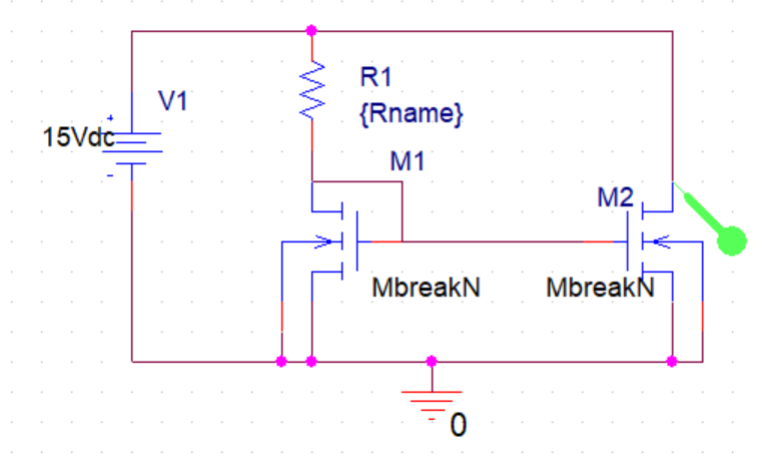 R1
V1
{Rname}
15Vdc
+
-
M1
M2
MbreakN
MbreakN
0